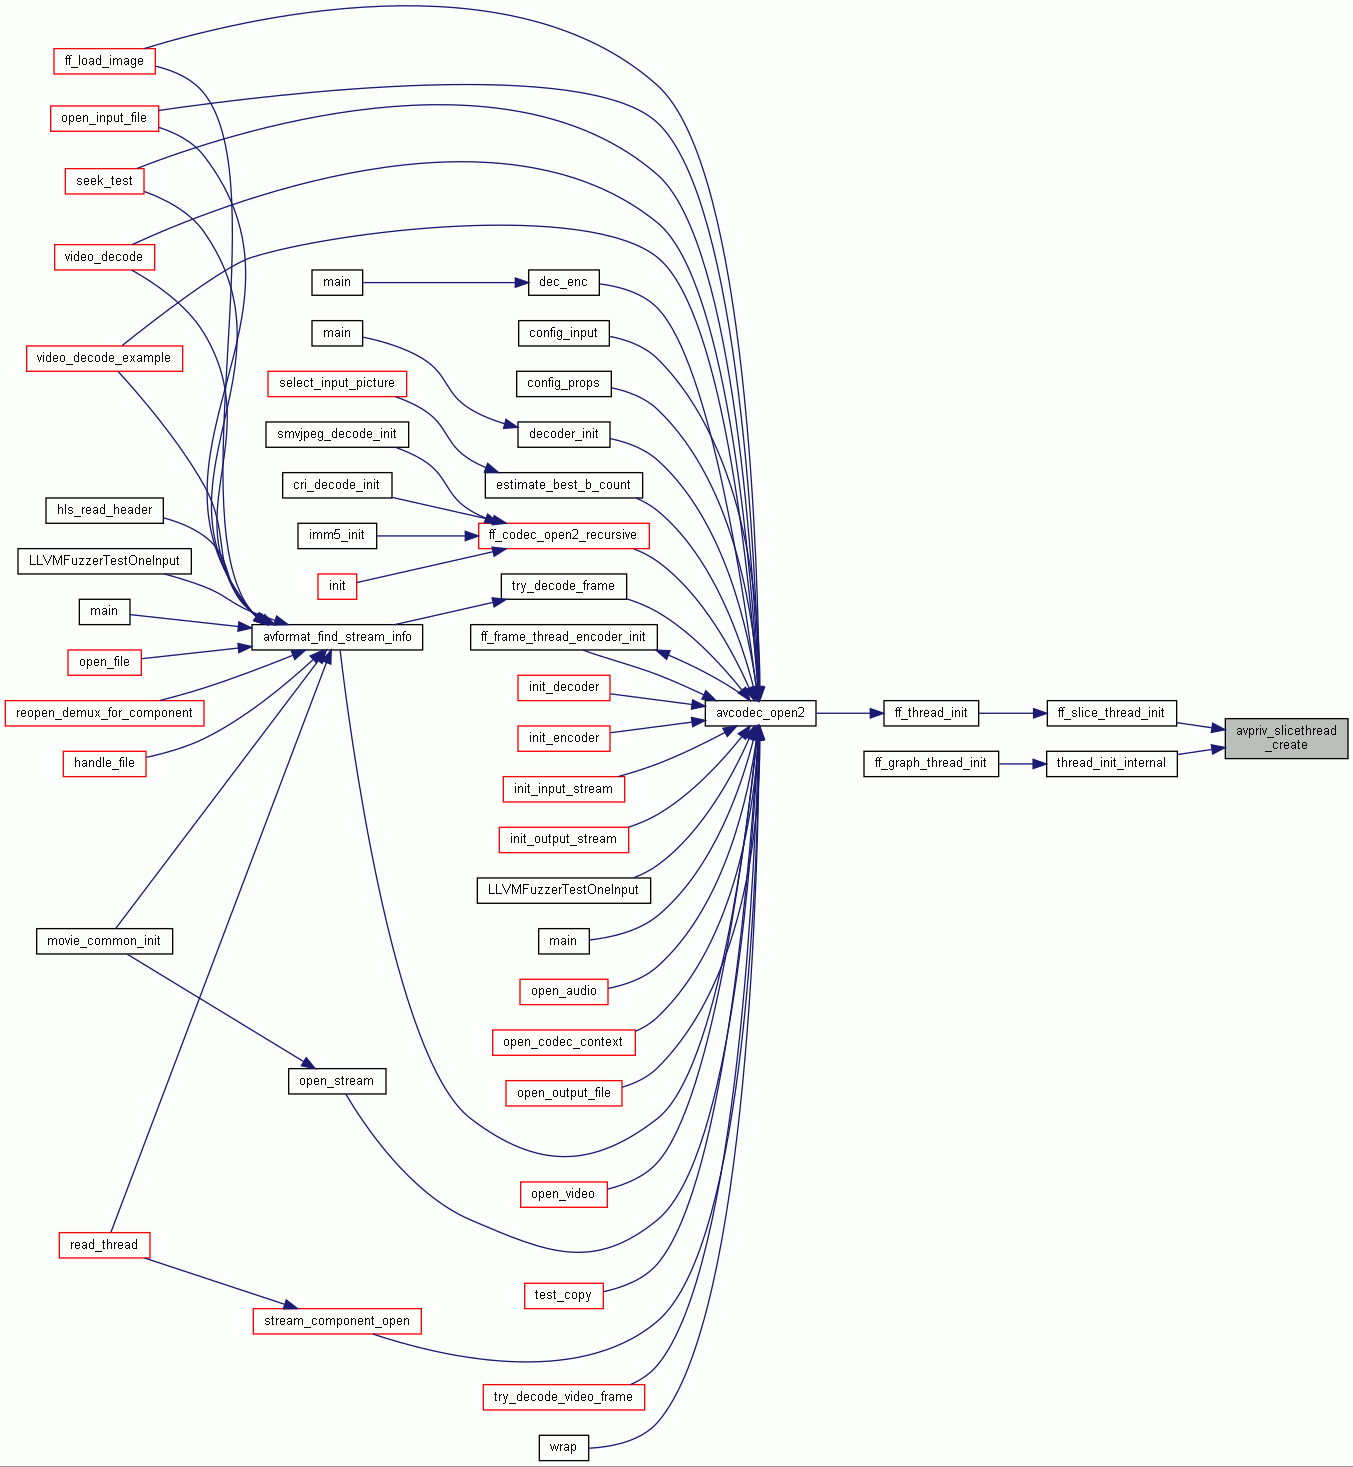 ff_load_image
open_input_file
seek_test
video_decode
video_decode_example
hls_read_header
LLVMFuzzerTestOneInput
main
open_file
reopen_demux_for_component
handle_file
movie_common_init
read_thread
main
main
select_input_picture
smvjpeg_decode_init
cri_decode_init
imm5_init
init
avformat_find_stream_info
open_stream
stream_component_open
dec_enc
config_input
config_props
decoder_init
estimate_best_b_count
ff_codec_open2_recursive
try_decode_frame
ff_frame_thread_encoder_init
init_decoder
init_encoder
init_input_stream
init_output_stream
LLVMFuzzerTestOneInput
main
open_audio
open_codec_context
open_output_file
open_video
test_copy
try_decode_video_frame
wrap
avcodec_open2
ff_thread_init
ff_graph_thread_init
ff_slice_thread_init
thread_init_internal
avpriv_slicethread
_create